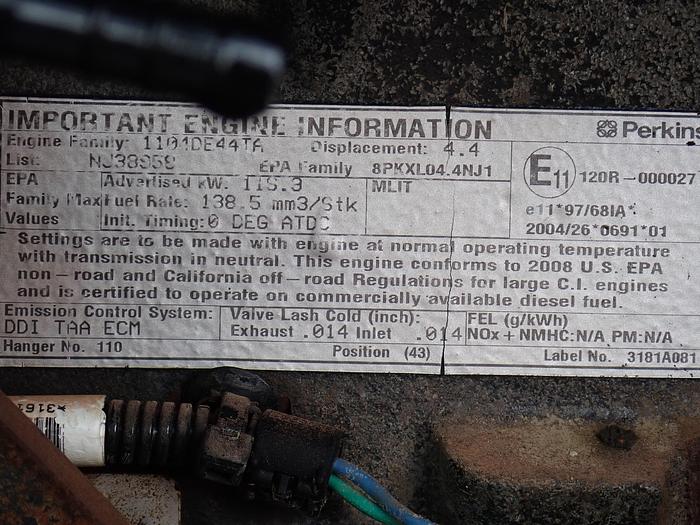 IMPORTANT ENGINE INFORMATION
Perkins
Engine Family: 1104DE44TA Displacement: 4.4
List: EPA Family 8PKXL04.4NJ1
E11 120R-000027
EPA Advertised kW: MLIT
Family Max Fuel Rate: 138.5 mm3/Stk
Values Init. Timing: 0 DEG ATDC
e11*97/68IA*
2004/26*0691*01
Settings are to be made with engine at normal operating temperature
with transmission in neutral. This engine conforms to 2008 U.S. EPA
non-road and California off-road Regulations for large C.I. engines
and is certified to operate on commercially available diesel fuel.
Emission Control System: Valve Lash Cold (inch): FEL (g/kWh)
DDI TAA ECM Exhaust .014 Inlet .014 NOx + NMHC:N/A PM:N/A
Hanger No. 110 Position (43) Label No. 3181A081